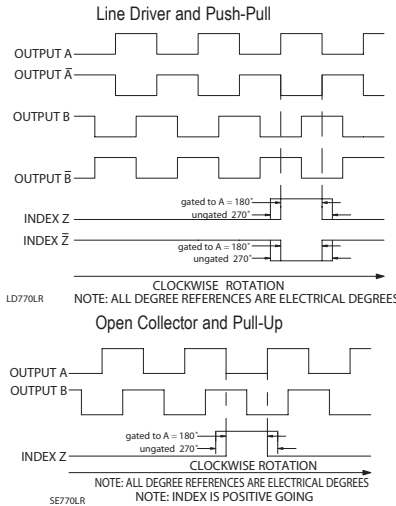 Line Driver and Push-Pull
OUTPUT A
OUTPUT A̅
OUTPUT B
OUTPUT B̅
gated to A = 180°
ungated 270°
INDEX Z
INDEX Z̅
gated to A = 180°
ungated 270°
CLOCKWISE ROTATION
LD770LR
NOTE: ALL DEGREE REFERENCES ARE ELECTRICAL DEGREES
Open Collector and Pull-Up
OUTPUT A
OUTPUT B
gated to A = 180°
ungated 270°
INDEX Z
CLOCKWISE ROTATION
NOTE: ALL DEGREE REFERENCES ARE ELECTRICAL DEGREES
NOTE: INDEX IS POSITIVE GOING
SE770LR